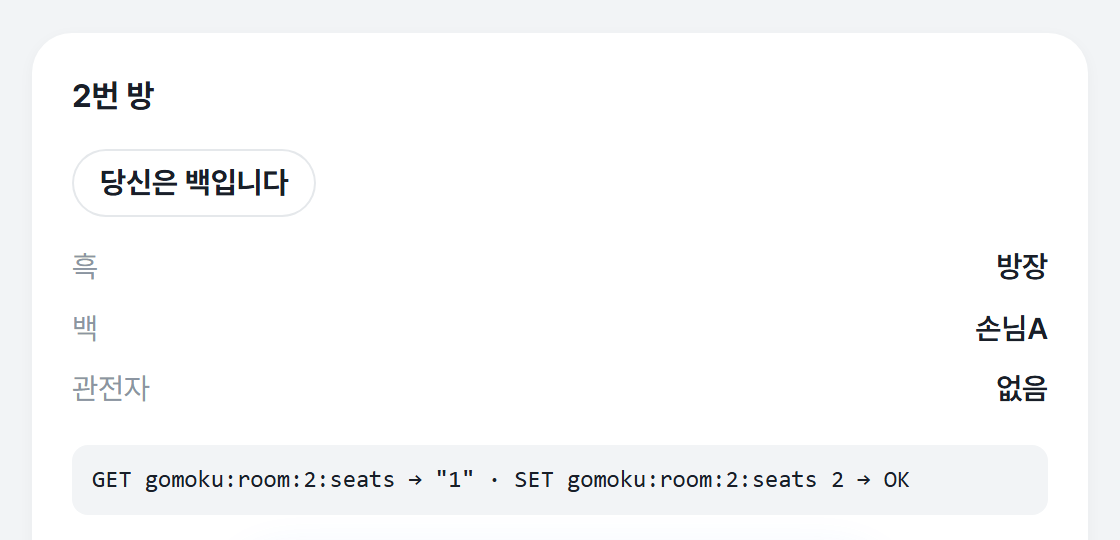 2번 방
당신은 백입니다
흑 방장
백 손님A
관전자 없음
GET gomoku:room:2:seats → "1" · SET gomoku:room:2:seats 2 → OK